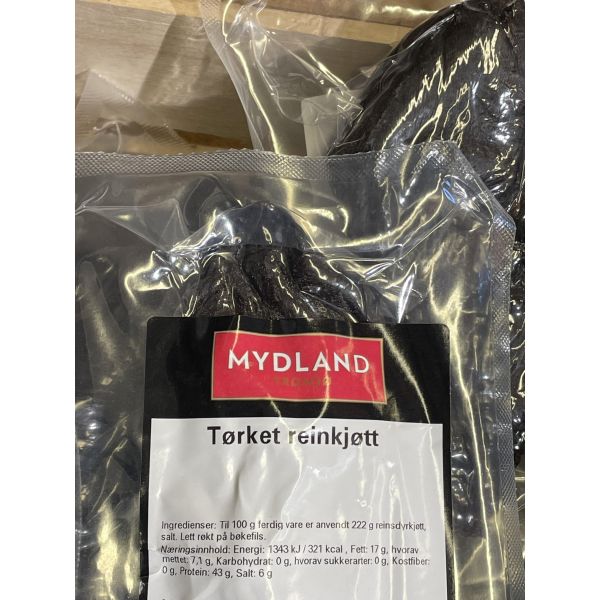 MYDLAND
TROMSØ
Tørket reinkjøtt
Ingredienser: Til 100 g ferdig vare er anvendt 222 g reinsdyrkjøtt,
salt. Lett røkt på bøkefils.
Næringsinnhold: Energi: 1343 kJ / 321 kcal , Fett: 17 g, hvorav
mettet: 7,1 g, Karbohydrat: 0 g, hvorav sukkerarter: 0 g, Kostfiber:
0 g, Protein: 43 g, Salt: 6 g